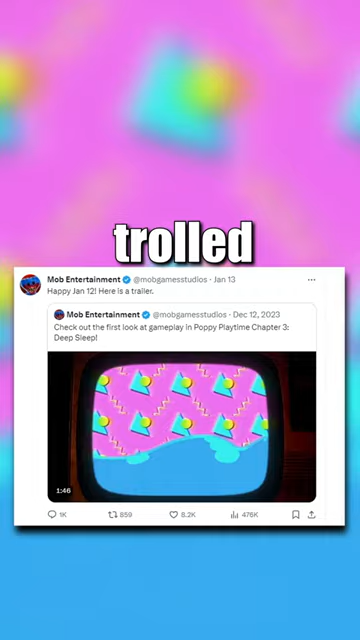 trolled
Mob Entertainment @mobgamesstudios · Jan 13
Happy Jan 12! Here is a trailer.
Mob Entertainment @mobgamesstudios · Dec 12, 2023
Check out the first look at gameplay in Poppy Playtime Chapter 3:
Deep Sleep!
1:46
1K 859 8.2K 476K